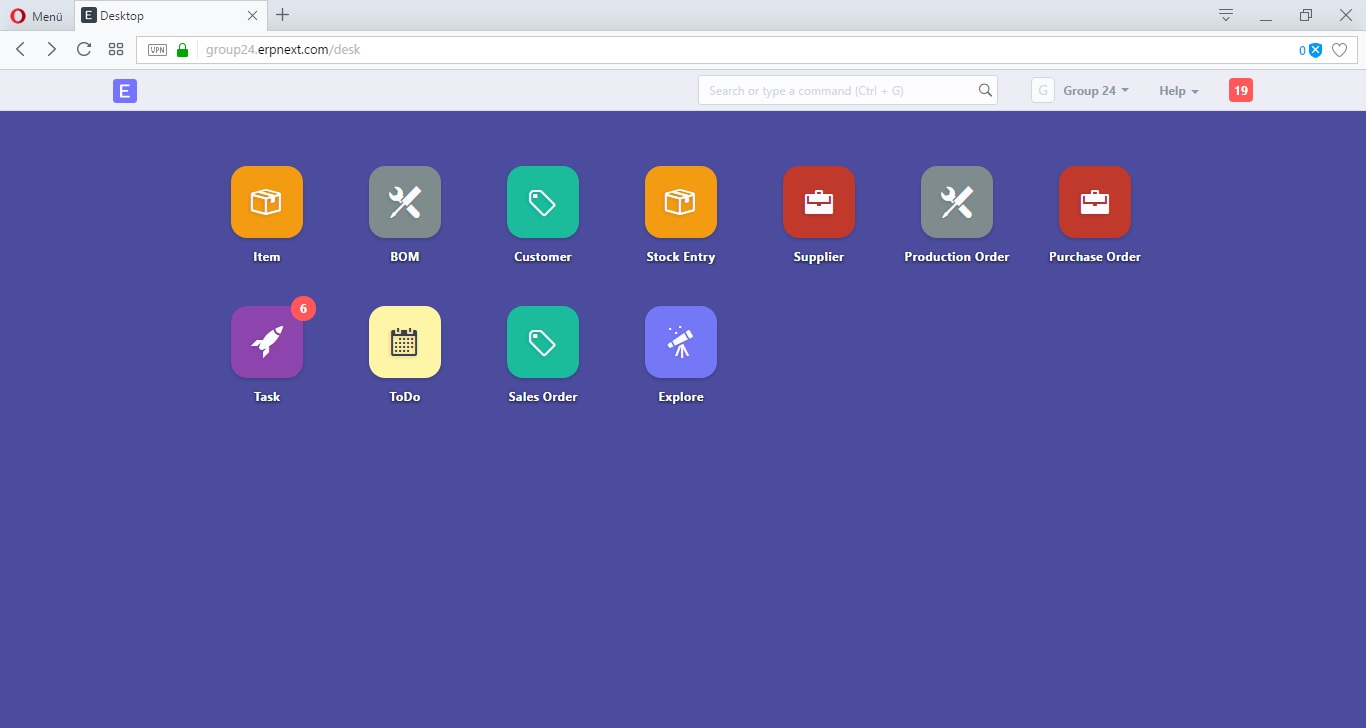 Menü
E Desktop
VPN group24.erpnext.com/desk 0
E Search or type a command (Ctrl + G) G Group 24 Help 19
Item BOM Customer Stock Entry Supplier Production Order Purchase Order
6
Task ToDo Sales Order Explore